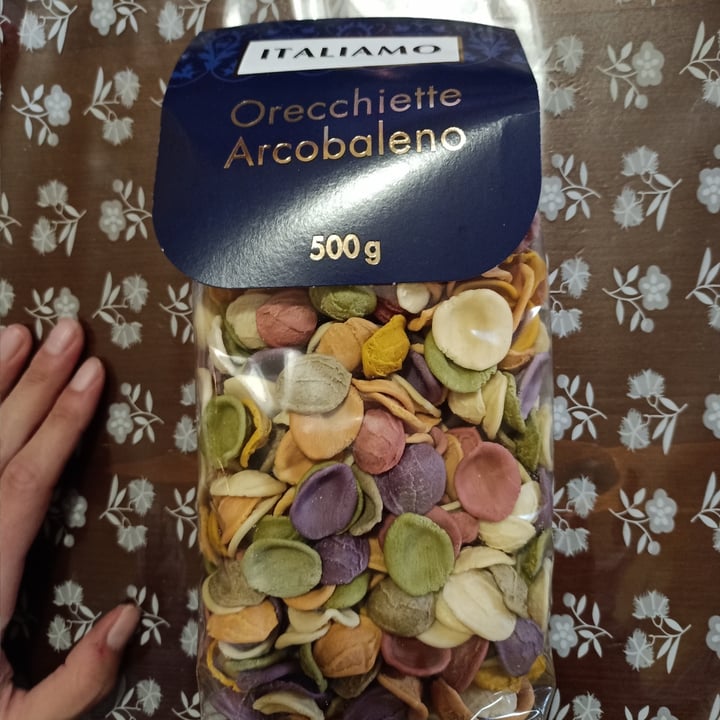 ITALIAMO
Orecchiette
Arcobaleno
500 g